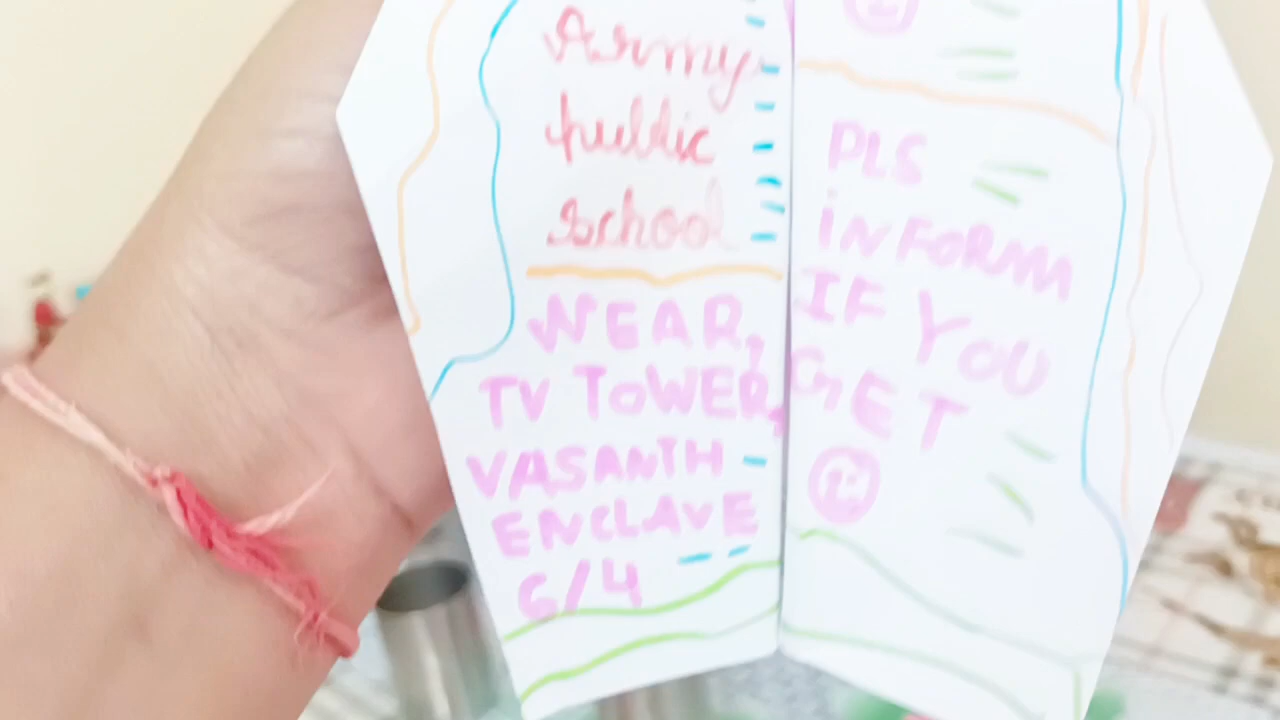 Army
public
School
NEAR,
TV TOWER,
VASANTH
ENCLAVE
6/4
PLS
iNFORM
IF YOU
GET